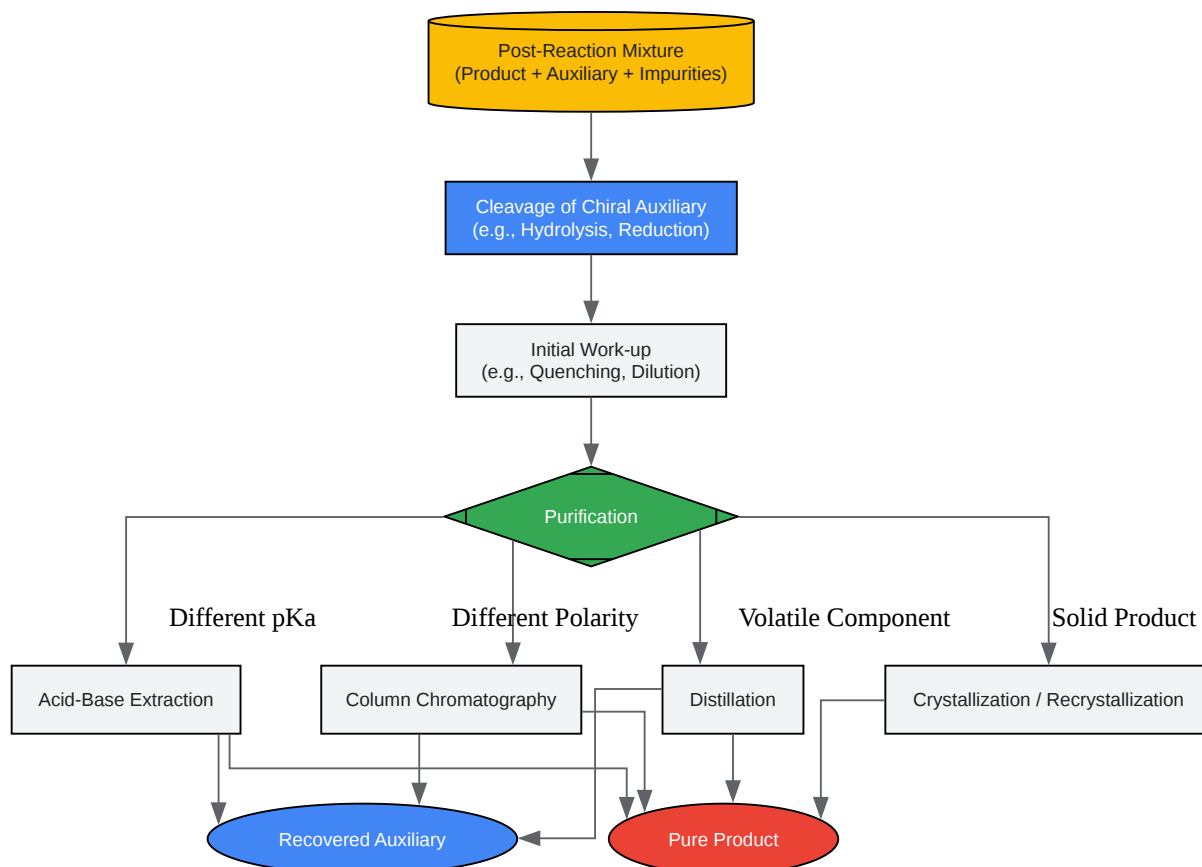 Post-Reaction Mixture
(Product + Auxiliary + Impurities)
Cleavage of Chiral Auxiliary
(e.g., Hydrolysis, Reduction)
Initial Work-up
(e.g., Quenching, Dilution)
Purification
Different pKa
Different Polarity
Volatile Component
Solid Product
Acid-Base Extraction
Column Chromatography
Distillation
Crystallization / Recrystallization
Recovered Auxiliary
Pure Product